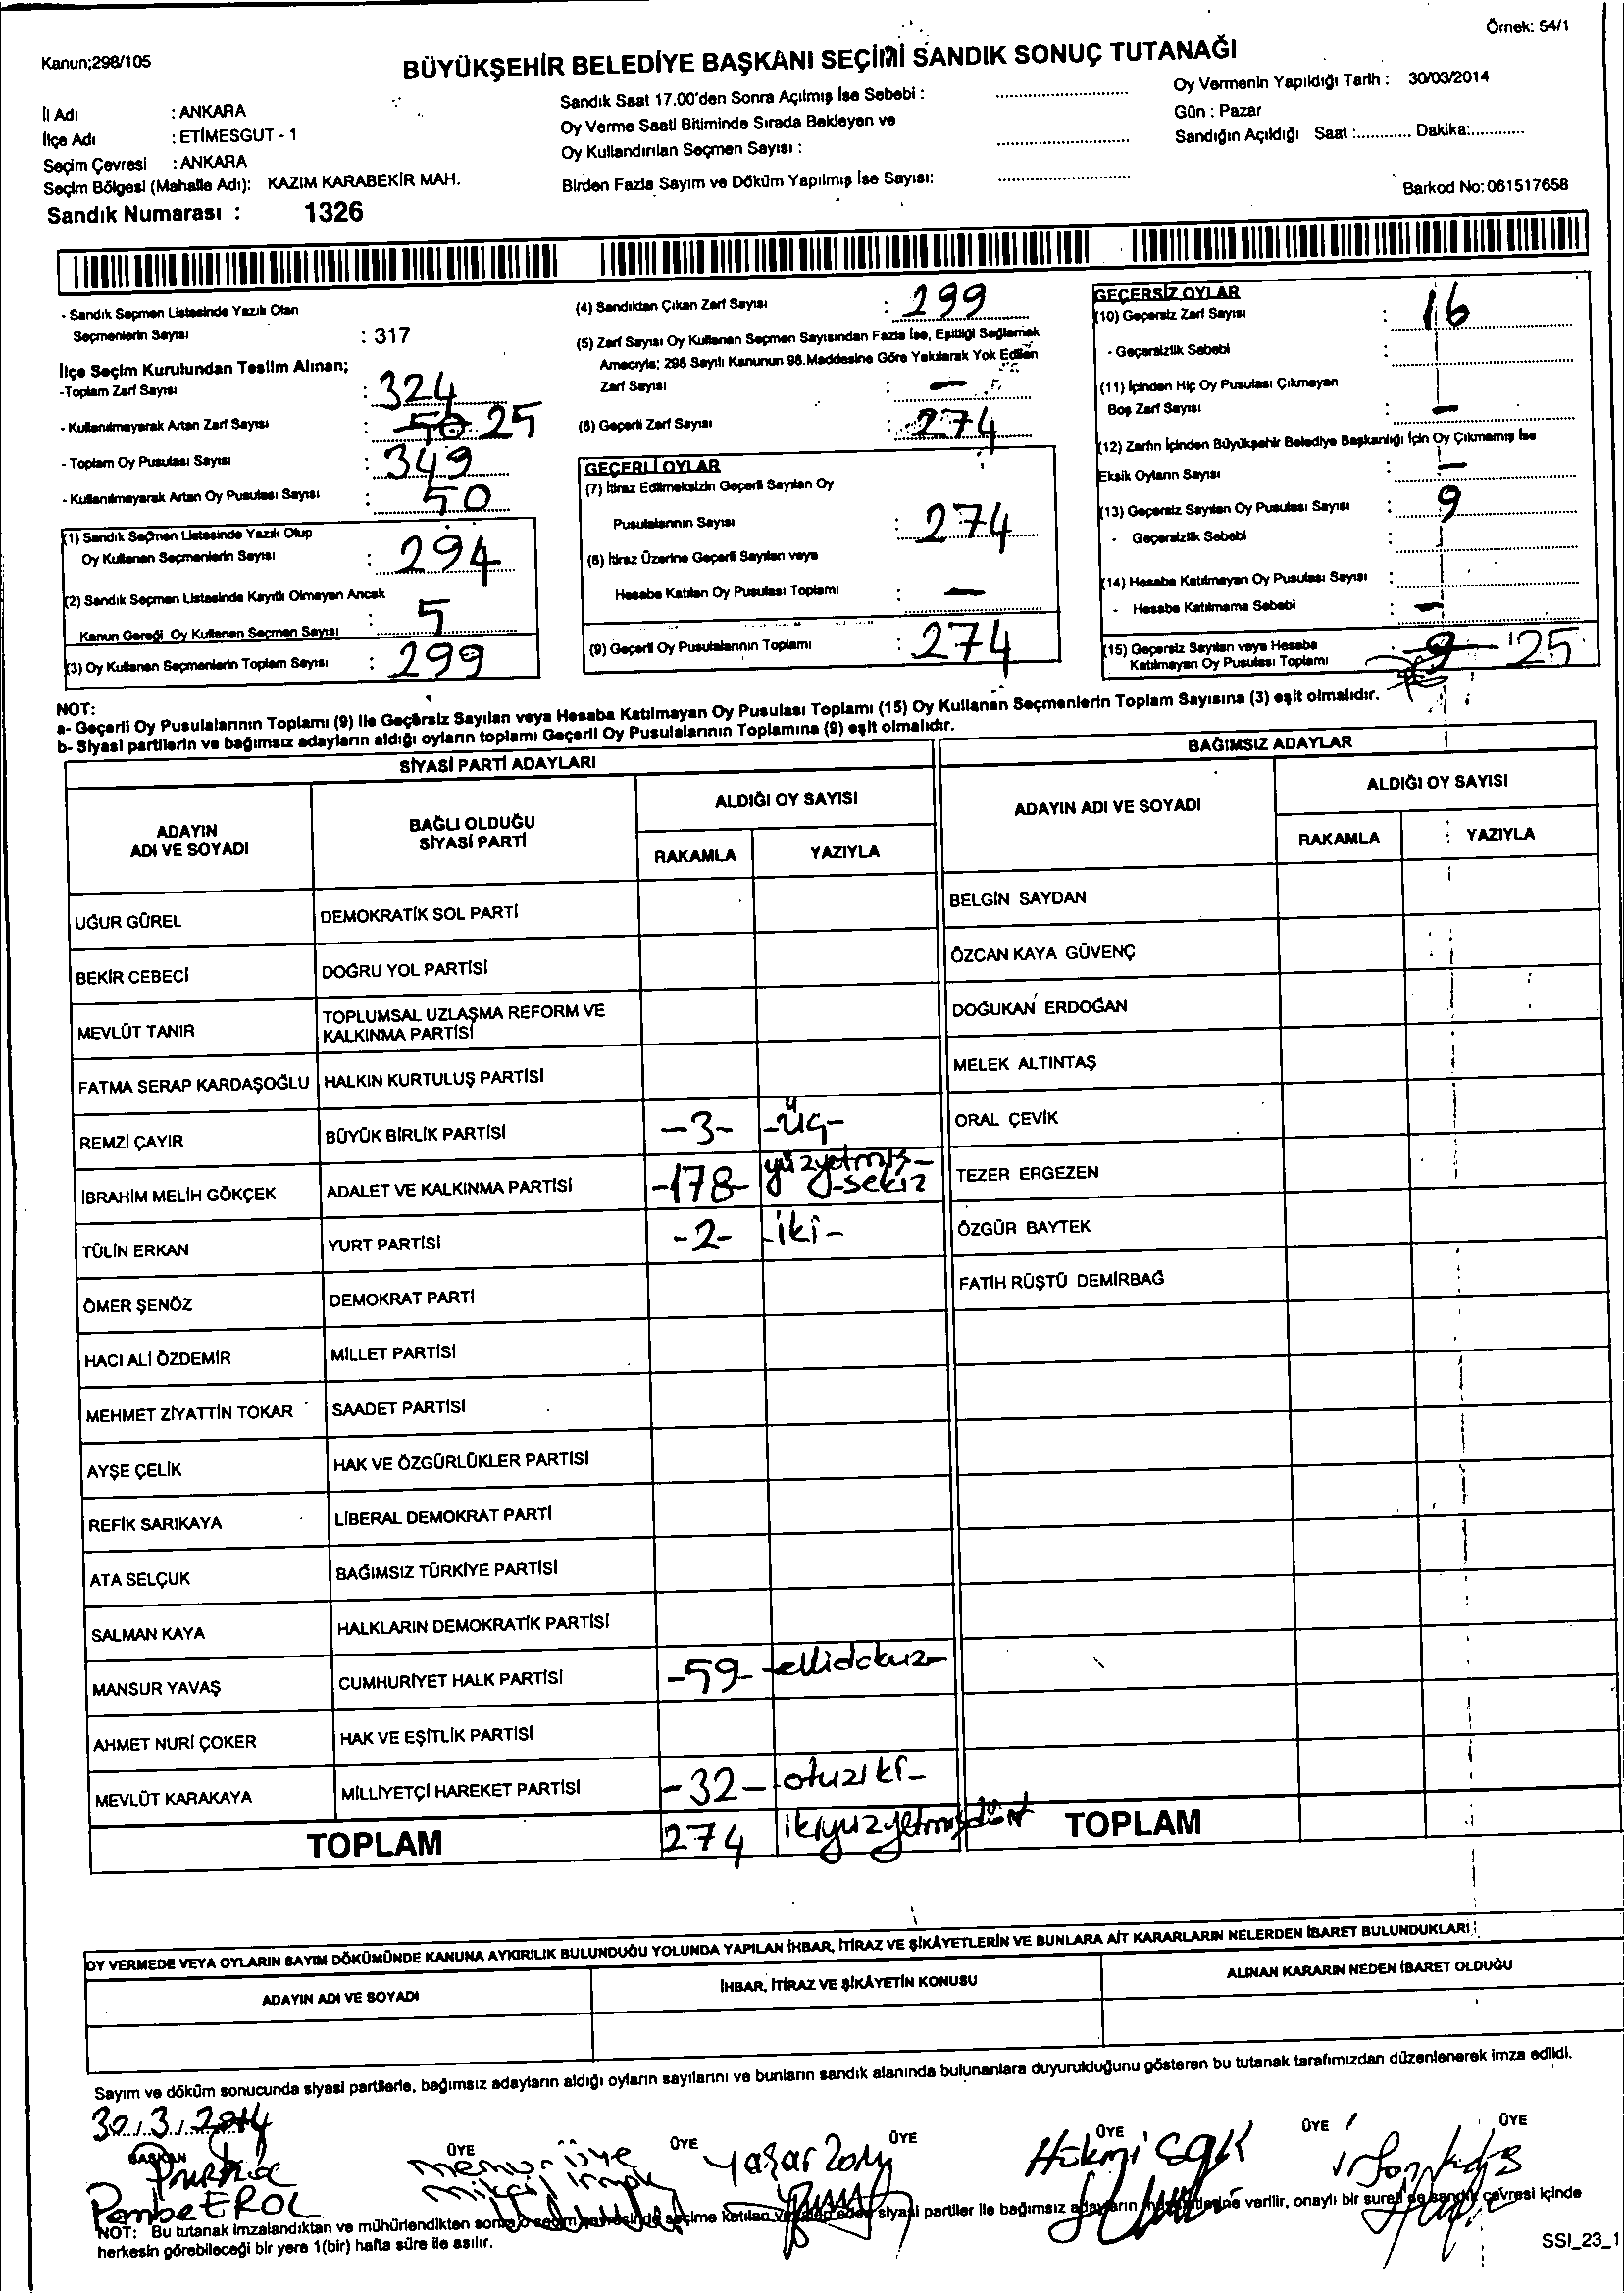 Örnek: 54/1
Kanun;298/105
BÜYÜKŞEHİR BELEDİYE BAŞKANI SEÇİMİ SANDIK SONUÇ TUTANAĞI
İl Adı : ANKARA
İlçe Adı : ETİMESGUT - 1
Seçim Çevresi : ANKARA
Seçim Bölgesi (Mahalle Adı): KAZIM KARABEKİR MAH.
Sandık Numarası : 1326
Sandık Saat 17.00'den Sonra Açılmış İse Sebebi :
Oy Verme Saati Bitiminde Sırada Bekleyen ve
Oy Kullandırılan Seçmen Sayısı :
Birden Fazla Sayım ve Döküm Yapılmış İse Sayısı:
Oy Vermenin Yapıldığı Tarih : 30/03/2014
Gün : Pazar
Sandığın Açıldığı Saat :............ Dakika:............
Barkod No: 061517658
- Sandık Seçmen Listesinde Yazılı Olan
Seçmenlerin Sayısı : 317
İlçe Seçim Kurulundan Teslim Alınan;
-Toplam Zarf Sayısı : 324
- Kullanılmayarak Artan Zarf Sayısı : 50 25
- Toplam Oy Pusulası Sayısı : 349
- Kullanılmayarak Artan Oy Pusulası Sayısı : 50
(1) Sandık Seçmen Listesinde Yazılı Olup
Oy Kullanan Seçmenlerin Sayısı : 294
(2) Sandık Seçmen Listesinde Kayıtlı Olmayan Ancak
Kanun Gereği Oy Kullanan Seçmen Sayısı : 5
(3) Oy Kullanan Seçmenlerin Toplam Sayısı : 299
(4) Sandıktan Çıkan Zarf Sayısı : 299
(5) Zarf Sayısı Oy Kullanan Seçmen Sayısından Fazla İse, Eşitliği Sağlamak
Amacıyla; 298 Sayılı Kanunun 98.Maddesine Göre Yakılarak Yok Edilen
Zarf Sayısı : —
(6) Geçerli Zarf Sayısı : 274
GEÇERLİ OYLAR
(7) İtiraz Edilmeksizin Geçerli Sayılan Oy
Pusulalarının Sayısı : 274
(8) İtiraz Üzerine Geçerli Sayılan veya
Hesaba Katılan Oy Pusulası Toplamı : —
(9) Geçerli Oy Pusulalarının Toplamı : 274
GEÇERSİZ OYLAR
(10) Geçersiz Zarf Sayısı : 16
- Geçersizlik Sebebi :
(11) İçinden Hiç Oy Pusulası Çıkmayan
Boş Zarf Sayısı : —
(12) Zarfın İçinden Büyükşehir Belediye Başkanlığı İçin Oy Çıkmamış İse
Eksik Oyların Sayısı : —
(13) Geçersiz Sayılan Oy Pusulası Sayısı : 9
- Geçersizlik Sebebi :
(14) Hesaba Katılmayan Oy Pusulası Sayısı :
- Hesaba Katılmama Sebebi : —
(15) Geçersiz Sayılan veya Hesaba
Katılmayan Oy Pusulası Toplamı : 9 25
NOT:
a- Geçerli Oy Pusulalarının Toplamı (9) ile Geçersiz Sayılan veya Hesaba Katılmayan Oy Pusulası Toplamı (15) Oy Kullanan Seçmenlerin Toplam Sayısına (3) eşit olmalıdır.
b- Siyasi partilerin ve bağımsız adayların aldığı oyların toplamı Geçerli Oy Pusulalarının Toplamına (9) eşit olmalıdır.
SİYASİ PARTİ ADAYLARI
ADAYIN ADI VE SOYADI
BAĞLI OLDUĞU SİYASİ PARTİ
ALDIĞI OY SAYISI
RAKAMLA YAZIYLA
UĞUR GÜREL DEMOKRATİK SOL PARTİ
BEKİR CEBECİ DOĞRU YOL PARTİSİ
MEVLÜT TANIR TOPLUMSAL UZLAŞMA REFORM VE KALKINMA PARTİSİ
FATMA SERAP KARDAŞOĞLU HALKIN KURTULUŞ PARTİSİ
REMZİ ÇAYIR BÜYÜK BİRLİK PARTİSİ -3- -üç-
İBRAHİM MELİH GÖKÇEK ADALET VE KALKINMA PARTİSİ -178- yüzyetmiş-sekiz
TÜLİN ERKAN YURT PARTİSİ -2- -iki-
ÖMER ŞENÖZ DEMOKRAT PARTİ
HACI ALİ ÖZDEMİR MİLLET PARTİSİ
MEHMET ZİYATTİN TOKAR SAADET PARTİSİ
AYŞE ÇELİK HAK VE ÖZGÜRLÜKLER PARTİSİ
REFİK SARIKAYA LİBERAL DEMOKRAT PARTİ
ATA SELÇUK BAĞIMSIZ TÜRKİYE PARTİSİ
SALMAN KAYA HALKLARIN DEMOKRATİK PARTİSİ
MANSUR YAVAŞ CUMHURİYET HALK PARTİSİ -59- -ellidokuz-
AHMET NURİ ÇOKER HAK VE EŞİTLİK PARTİSİ
MEVLÜT KARAKAYA MİLLİYETÇİ HAREKET PARTİSİ -32- -otuziki-
TOPLAM 274 ikiyüzyetmişdört
BAĞIMSIZ ADAYLAR
ADAYIN ADI VE SOYADI
ALDIĞI OY SAYISI
RAKAMLA YAZIYLA
BELGİN SAYDAN
ÖZCAN KAYA GÜVENÇ
DOĞUKAN ERDOĞAN
MELEK ALTINTAŞ
ORAL ÇEVİK
TEZER ERGEZEN
ÖZGÜR BAYTEK
FATİH RÜŞTÜ DEMİRBAĞ
TOPLAM
OY VERMEDE VEYA OYLARIN SAYIM DÖKÜMÜNDE KANUNA AYKIRILIK BULUNDUĞU YOLUNDA YAPILAN İHBAR, İTİRAZ VE ŞİKÂYETLERİN VE BUNLARA AİT KARARLARIN NELERDEN İBARET BULUNDUKLARI
ADAYIN ADI VE SOYADI
İHBAR, İTİRAZ VE ŞİKÂYETİN KONUSU
ALINAN KARARIN NEDEN İBARET OLDUĞU
Sayım ve döküm sonucunda siyasi partilerle, bağımsız adayların aldığı oyların sayılarını ve bunların sandık alanında bulunanlara duyurulduğunu gösteren bu tutanak tarafımızdan düzenlenerek imza edildi.
30.3.2014
BAŞKAN ÜYE ÜYE ÜYE ÜYE ÜYE ÜYE
Pembe EROL
memur üye
Yaşar
Hikmi
NOT: Bu tutanak imzalandıktan ve mühürlendikten sonra o seçim çevresinde seçime katılan ve talep eden siyasi partiler ile bağımsız adayların verilir, onaylı bir sureti de sandık çevresi içinde
herkesin görebileceği bir yere 1(bir) hafta süre ile asılır.
SSI_23_1